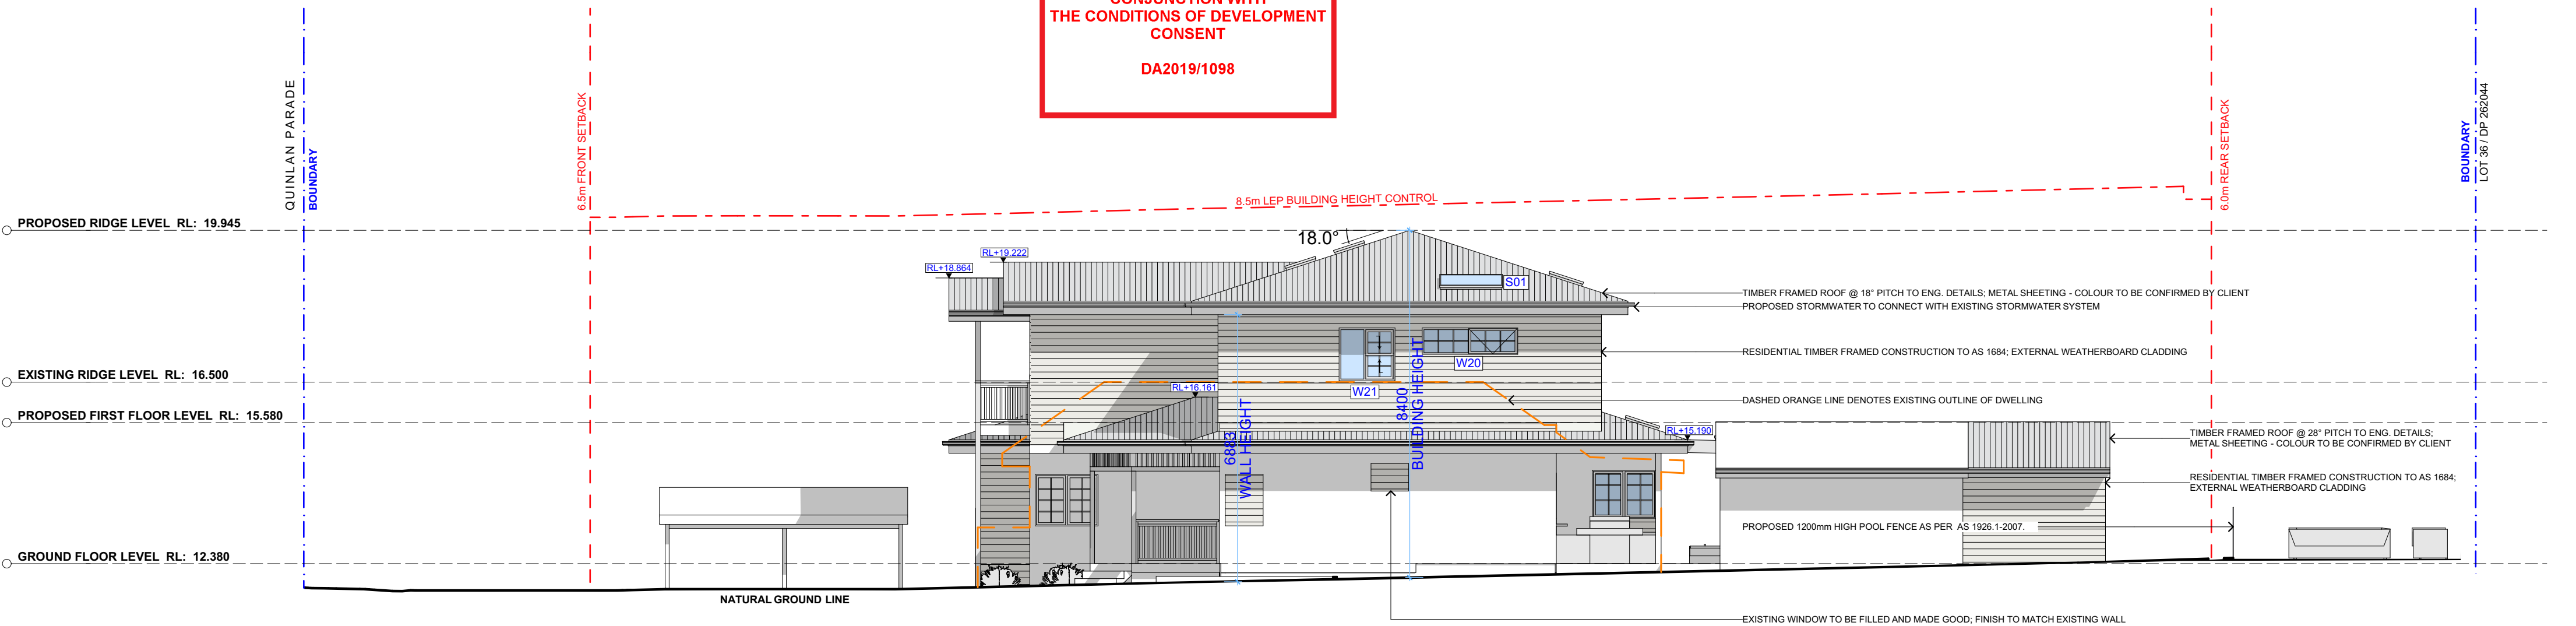 THE CONDITIONS OF DEVELOPMENT
CONSENT
DA2019/1098
QUINLAN PARADE
BOUNDARY
6.5m FRONT SETBACK
8.5m LEP BUILDING HEIGHT CONTROL
6.0m REAR SETBACK
BOUNDARY
LOT 36 / DP 262044
PROPOSED RIDGE LEVEL RL: 19.945
18.0°
RL+19.222
RL+18.864
S01
TIMBER FRAMED ROOF @ 18° PITCH TO ENG. DETAILS; METAL SHEETING - COLOUR TO BE CONFIRMED BY CLIENT
PROPOSED STORMWATER TO CONNECT WITH EXISTING STORMWATER SYSTEM
RESIDENTIAL TIMBER FRAMED CONSTRUCTION TO AS 1684; EXTERNAL WEATHERBOARD CLADDING
W20
EXISTING RIDGE LEVEL RL: 16.500
RL+16.161
W21
8400
BUILDING HEIGHT
DASHED ORANGE LINE DENOTES EXISTING OUTLINE OF DWELLING
PROPOSED FIRST FLOOR LEVEL RL: 15.580
6883
WALL HEIGHT
RL+15.190
TIMBER FRAMED ROOF @ 28° PITCH TO ENG. DETAILS;
METAL SHEETING - COLOUR TO BE CONFIRMED BY CLIENT
RESIDENTIAL TIMBER FRAMED CONSTRUCTION TO AS 1684;
EXTERNAL WEATHERBOARD CLADDING
PROPOSED 1200mm HIGH POOL FENCE AS PER AS 1926.1-2007.
GROUND FLOOR LEVEL RL: 12.380
NATURAL GROUND LINE
EXISTING WINDOW TO BE FILLED AND MADE GOOD; FINISH TO MATCH EXISTING WALL